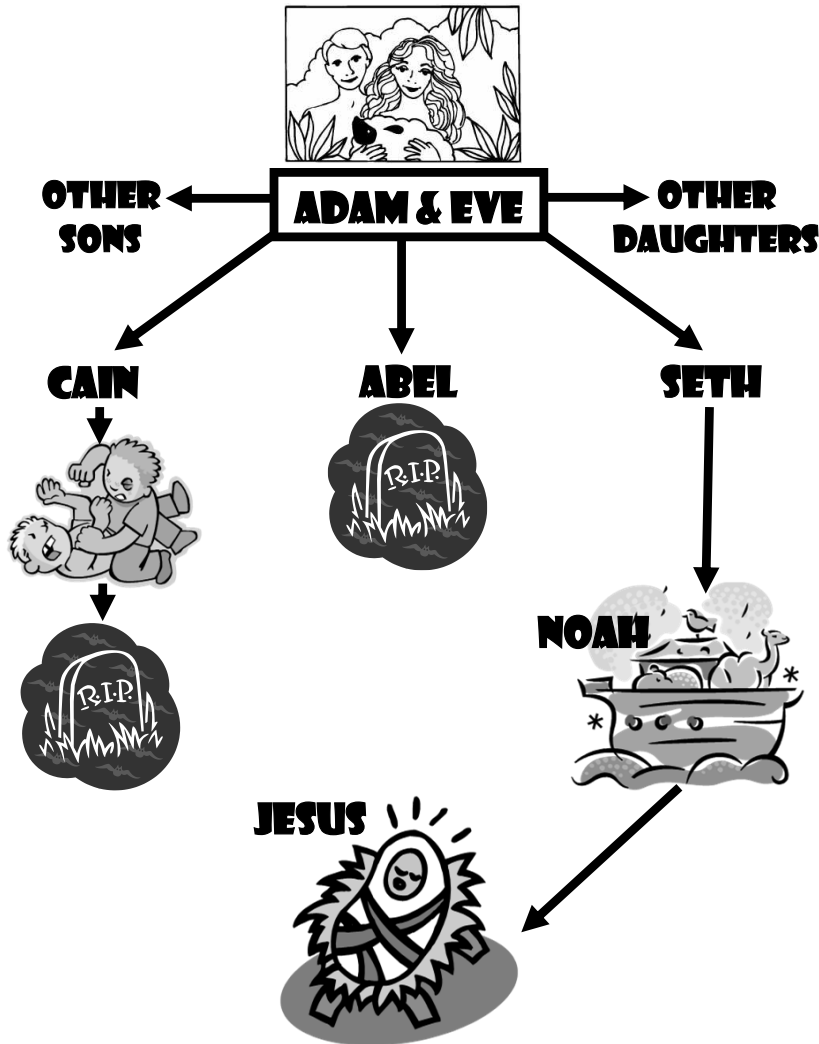 OTHER
SONS
ADAM & EVE
OTHER
DAUGHTERS
CAIN
ABEL
SETH
R.I.P.
NOAH
R.I.P.
JESUS